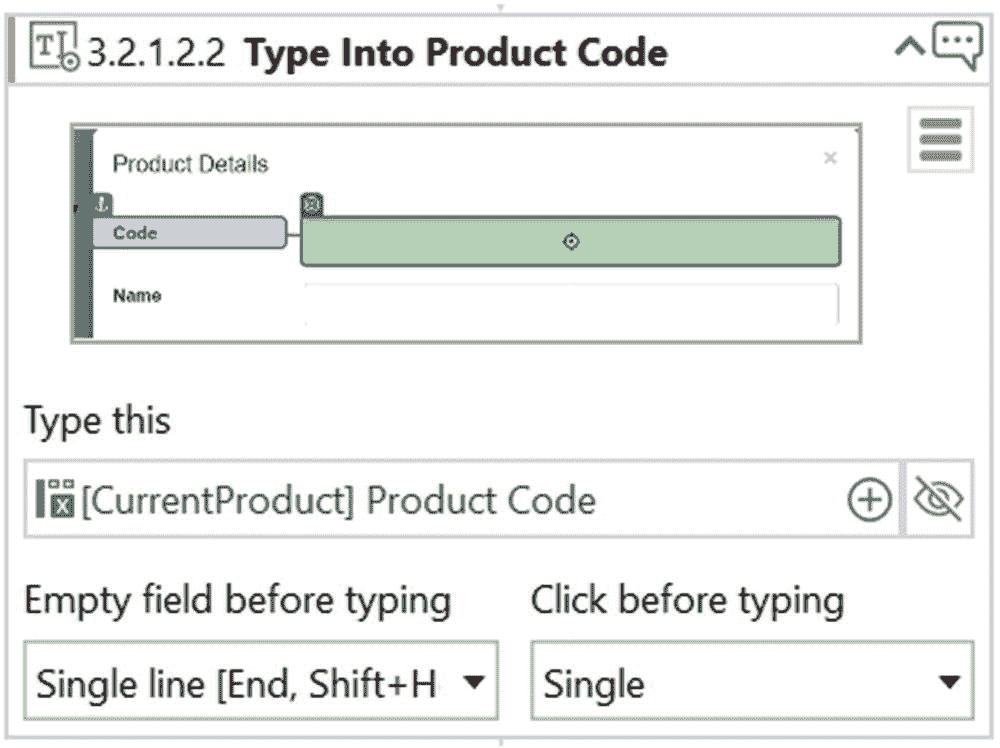 3.2.1.2.2 Type Into Product Code
Product Details
Code
Name
Type this
[CurrentProduct] Product Code
Empty field before typing
Click before typing
Single line [End, Shift+H
Single